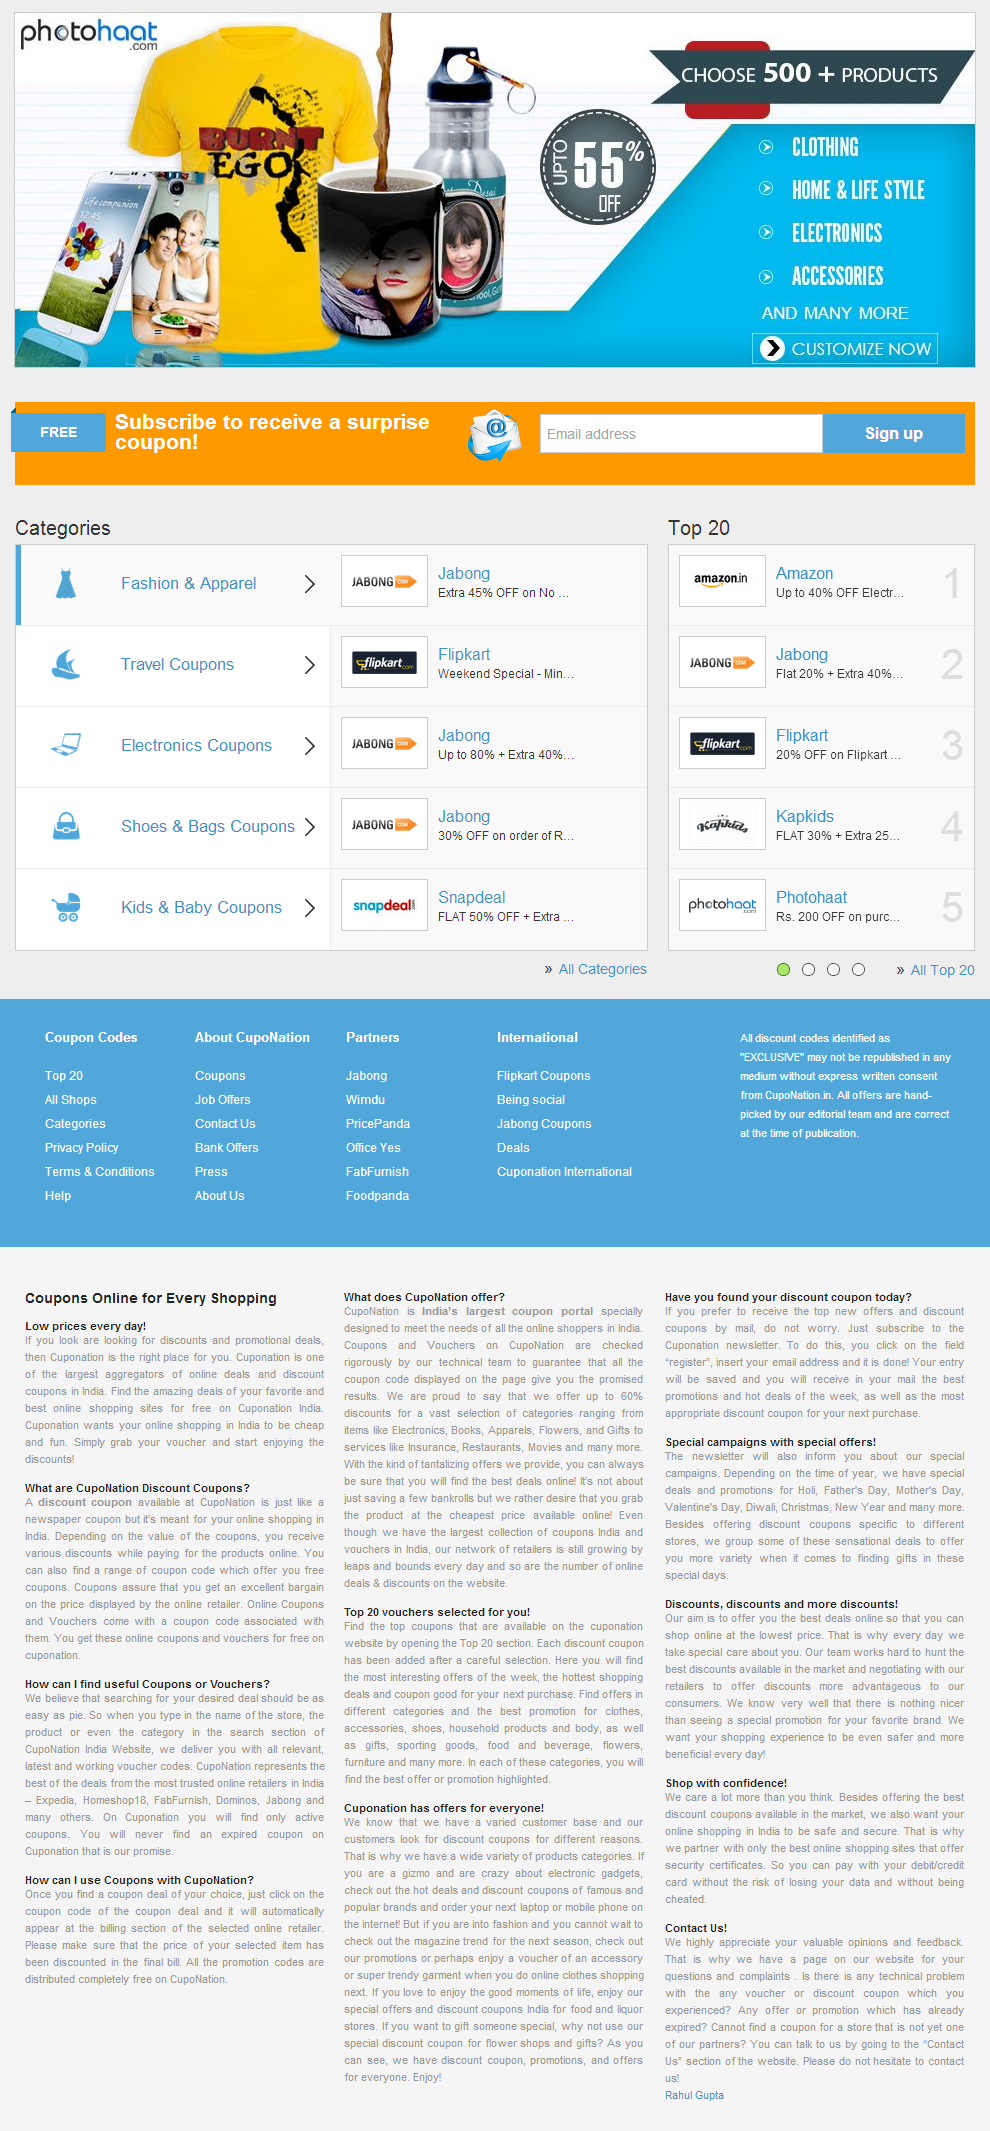 photohaat
.com
BURNT
EGO
Life companion
12:45
UPTO 55% OFF
CHOOSE 500 + PRODUCTS
CLOTHING
HOME & LIFE STYLE
ELECTRONICS
ACCESSORIES
AND MANY MORE
CUSTOMIZE NOW
FREE
Subscribe to receive a surprise
coupon!
Email address
Sign up
Categories
Fashion & Apparel
JABONG.COM
Jabong
Extra 45% OFF on No ...
Travel Coupons
flipkart.com
Flipkart
Weekend Special - Min...
Electronics Coupons
JABONG.COM
Jabong
Up to 80% + Extra 40%...
Shoes & Bags Coupons
JABONG.COM
Jabong
30% OFF on order of R...
Kids & Baby Coupons
snapdeal
Snapdeal
FLAT 50% OFF + Extra ...
» All Categories
Top 20
amazon.in
Amazon
Up to 40% OFF Electr...
1
JABONG.COM
Jabong
Flat 20% + Extra 40%...
2
flipkart.com
Flipkart
20% OFF on Flipkart ...
3
Kapkids
Kapkids
FLAT 30% + Extra 25...
4
photohaat
.com
Photohaat
Rs. 200 OFF on purc...
5
» All Top 20
Coupon Codes
Top 20
All Shops
Categories
Privacy Policy
Terms & Conditions
Help
About CupoNation
Coupons
Job Offers
Contact Us
Bank Offers
Press
About Us
Partners
Jabong
Wimdu
PricePanda
Office Yes
FabFurnish
Foodpanda
International
Flipkart Coupons
Being social
Jabong Coupons
Deals
Cuponation International
All discount codes identified as
"EXCLUSIVE" may not be republished in any
medium without express written consent
from CupoNation.in. All offers are hand-
picked by our editorial team and are correct
at the time of publication.
Coupons Online for Every Shopping
Low prices every day!
If you look are looking for discounts and promotional deals,
then Cuponation is the right place for you. Cuponation is one
of the largest aggregators of online deals and discount
coupons in India. Find the amazing deals of your favorite and
best online shopping sites for free on Cuponation India.
Cuponation wants your online shopping in India to be cheap
and fun. Simply grab your voucher and start enjoying the
discounts!
What are CupoNation Discount Coupons?
A discount coupon available at CupoNation is just like a
newspaper coupon but it's meant for your online shopping in
India. Depending on the value of the coupons, you receive
various discounts while paying for the products online. You
can also find a range of coupon code which offer you free
coupons. Coupons assure that you get an excellent bargain
on the price displayed by the online retailer. Online Coupons
and Vouchers come with a coupon code associated with
them. You get these online coupons and vouchers for free on
cuponation.
How can I find useful Coupons or Vouchers?
We believe that searching for your desired deal should be as
easy as pie. So when you type in the name of the store, the
product or even the category in the search section of
CupoNation India Website, we deliver you with all relevant,
latest and working voucher codes. CupoNation represents the
best of the deals from the most trusted online retailers in India
– Expedia, Homeshop18, FabFurnish, Dominos, Jabong and
many others. On Cuponation you will find only active
coupons. You will never find an expired coupon on
Cuponation that is our promise.
How can I use Coupons with CupoNation?
Once you find a coupon deal of your choice, just click on the
coupon code of the coupon deal and it will automatically
appear at the billing section of the selected online retailer.
Please make sure that the price of your selected item has
been discounted in the final bill. All the promotion codes are
distributed completely free on CupoNation.
What does CupoNation offer?
CupoNation is India's largest coupon portal specially
designed to meet the needs of all the online shoppers in India.
Coupons and Vouchers on CupoNation are checked
rigorously by our technical team to guarantee that all the
coupon code displayed on the page give you the promised
results. We are proud to say that we offer up to 60%
discounts for a vast selection of categories ranging from
items like Electronics, Books, Apparels, Flowers, and Gifts to
services like Insurance, Restaurants, Movies and many more.
With the kind of tantalizing offers we provide, you can always
be sure that you will find the best deals online! It's not about
just saving a few bankrolls but we rather desire that you grab
the product at the cheapest price available online! Even
though we have the largest collection of coupons India and
vouchers in India, our network of retailers is still growing by
leaps and bounds every day and so are the number of online
deals & discounts on the website.
Top 20 vouchers selected for you!
Find the top coupons that are available on the cuponation
website by opening the Top 20 section. Each discount coupon
has been added after a careful selection. Here you will find
the most interesting offers of the week, the hottest shopping
deals and coupon good for your next purchase. Find offers in
different categories and the best promotion for clothes,
accessories, shoes, household products and body, as well
as gifts, sporting goods, food and beverage, flowers,
furniture and many more. In each of these categories, you will
find the best offer or promotion highlighted.
Cuponation has offers for everyone!
We know that we have a varied customer base and our
customers look for discount coupons for different reasons.
That is why we have a wide variety of products categories. If
you are a gizmo and are crazy about electronic gadgets,
check out the hot deals and discount coupons of famous and
popular brands and order your next laptop or mobile phone on
the internet! But if you are into fashion and you cannot wait to
check out the magazine trend for the next season, check out
our promotions or perhaps enjoy a voucher of an accessory
or super trendy garment when you do online clothes shopping
next. If you love to enjoy the good moments of life, enjoy our
special offers and discount coupons India for food and liquor
stores. If you want to gift someone special, why not use our
special discount coupon for flower shops and gifts? As you
can see, we have discount coupon, promotions, and offers
for everyone. Enjoy!
Have you found your discount coupon today?
If you prefer to receive the top new offers and discount
coupons by mail, do not worry. Just subscribe to the
Cuponation newsletter. To do this, you click on the field
“register”, insert your email address and it is done! Your entry
will be saved and you will receive in your mail the best
promotions and hot deals of the week, as well as the most
appropriate discount coupon for your next purchase.
Special campaigns with special offers!
The newsletter will also inform you about our special
campaigns. Depending on the time of year, we have special
deals and promotions for Holi, Father's Day, Mother's Day,
Valentine's Day, Diwali, Christmas, New Year and many more.
Besides offering discount coupons specific to different
stores, we group some of these sensational deals to offer
you more variety when it comes to finding gifts in these
special days.
Discounts, discounts and more discounts!
Our aim is to offer you the best deals online so that you can
shop online at the lowest price. That is why every day we
take special care about you. Our team works hard to hunt the
best discounts available in the market and negotiating with our
retailers to offer discounts more advantageous to our
consumers. We know very well that there is nothing nicer
than seeing a special promotion for your favorite brand. We
want your shopping experience to be even safer and more
beneficial every day!
Shop with confidence!
We care a lot more than you think. Besides offering the best
discount coupons available in the market, we also want your
online shopping in India to be safe and secure. That is why
we partner with only the best online shopping sites that offer
security certificates. So you can pay with your debit/credit
card without the risk of losing your data and without being
cheated.
Contact Us!
We highly appreciate your valuable opinions and feedback.
That is why we have a page on our website for your
questions and complaints . Is there is any technical problem
with the any voucher or discount coupon which you
experienced? Any offer or promotion which has already
expired? Cannot find a coupon for a store that is not yet one
of our partners? You can talk to us by going to the “Contact
Us” section of the website. Please do not hesitate to contact
us!
Rahul Gupta